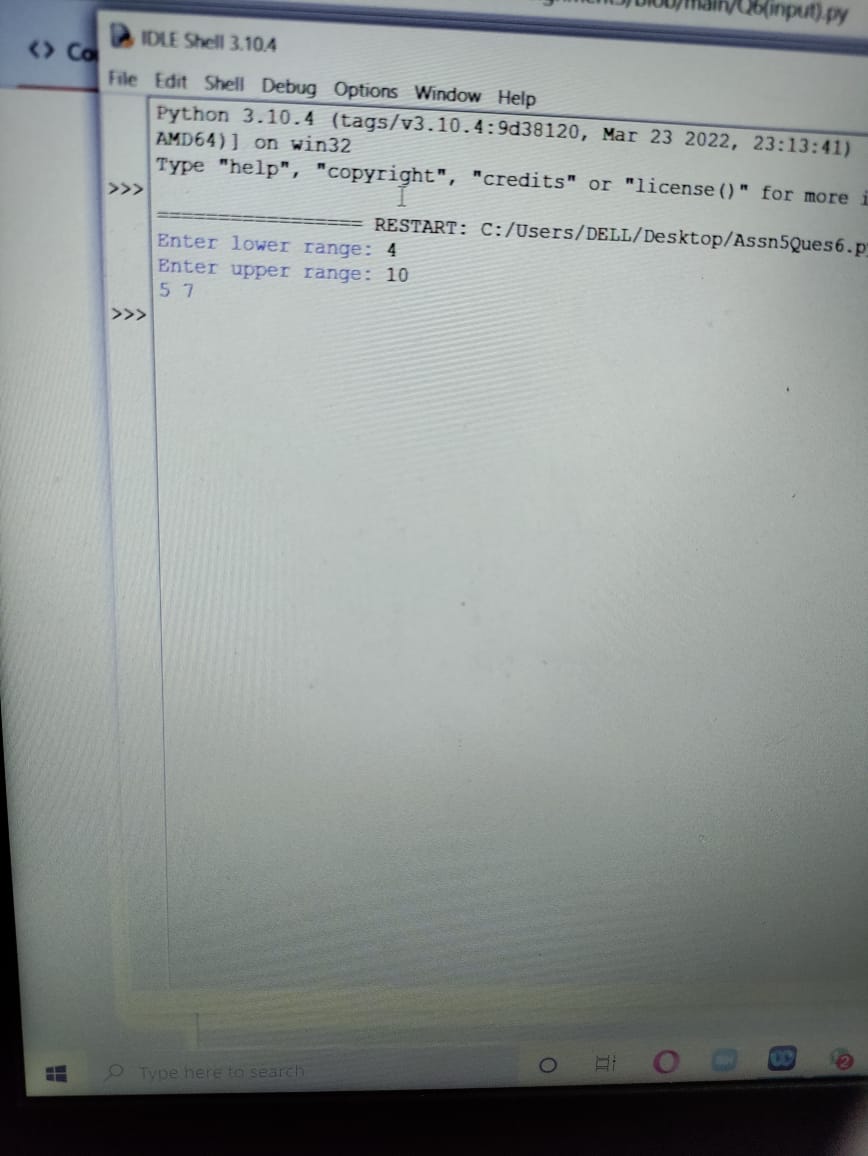 main/Q6(input).py
<> Co
IDLE Shell 3.10.4
File Edit Shell Debug Options Window Help
Python 3.10.4 (tags/v3.10.4:9d38120, Mar 23 2022, 23:13:41)
AMD64)] on win32
Type "help", "copyright", "credits" or "license()" for more i
>>>
================= RESTART: C:/Users/DELL/Desktop/Assn5Ques6.p
Enter lower range: 4
Enter upper range: 10
5 7
>>>
Type here to search
2